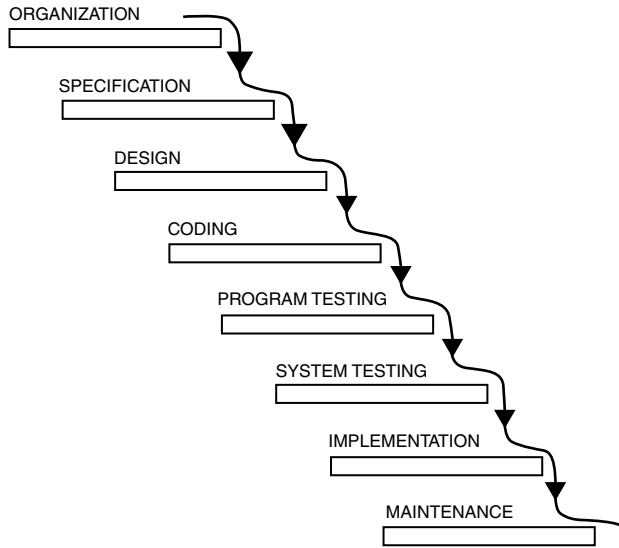 ORGANIZATION
SPECIFICATION
DESIGN
CODING
PROGRAM TESTING
SYSTEM TESTING
IMPLEMENTATION
MAINTENANCE